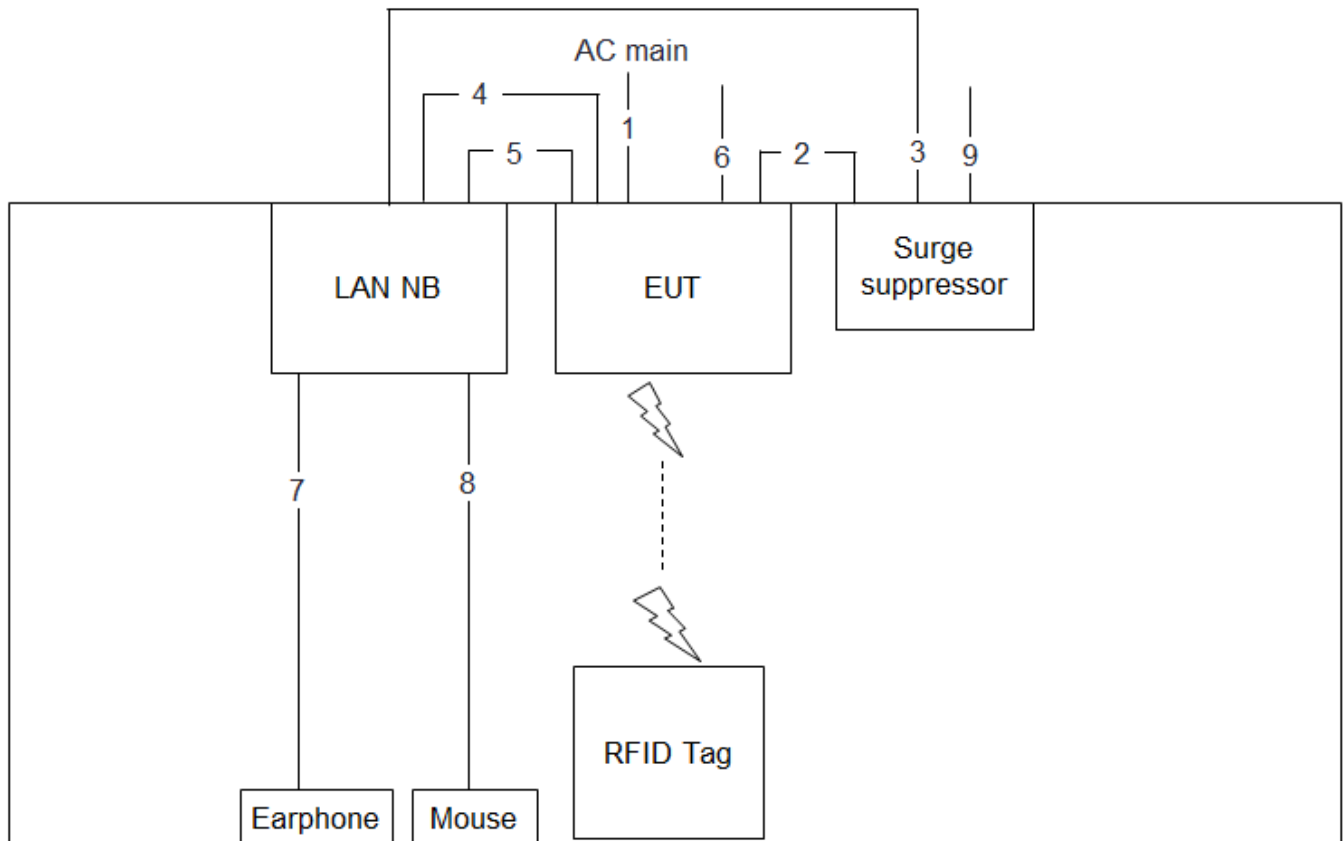 AC main
4
1
5
6
2
3
9
LAN NB
EUT
Surge
suppressor
7
8
RFID Tag
Earphone
Mouse